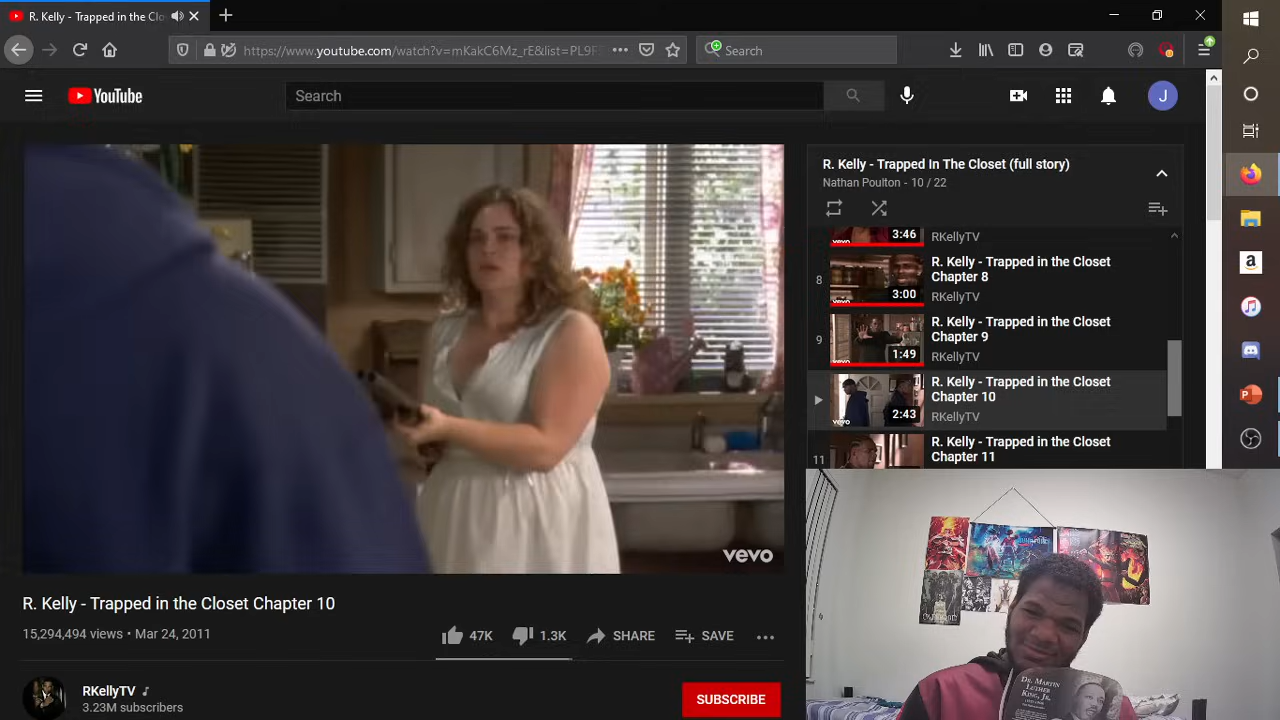 R. Kelly - Trapped in the Clo
https://www.youtube.com/watch?v=mKakC6Mx_rE&list=PL9F
Search
YouTube
Search
J
R. Kelly - Trapped In The Closet (full story)
Nathan Poulton - 10 / 22
3:46
RKellyTV
8
3:00
R. Kelly - Trapped in the Closet
Chapter 8
RKellyTV
9
1:49
R. Kelly - Trapped in the Closet
Chapter 9
RKellyTV
2:43
R. Kelly - Trapped in the Closet
Chapter 10
RKellyTV
11
R. Kelly - Trapped in the Closet
Chapter 11
vevo
R. Kelly - Trapped in the Closet Chapter 10
15,294,494 views • Mar 24, 2011
47K
1.3K
SHARE
SAVE
RKellyTV
3.23M subscribers
SUBSCRIBE
DR. MARTIN
LUTHER
KING, JR.